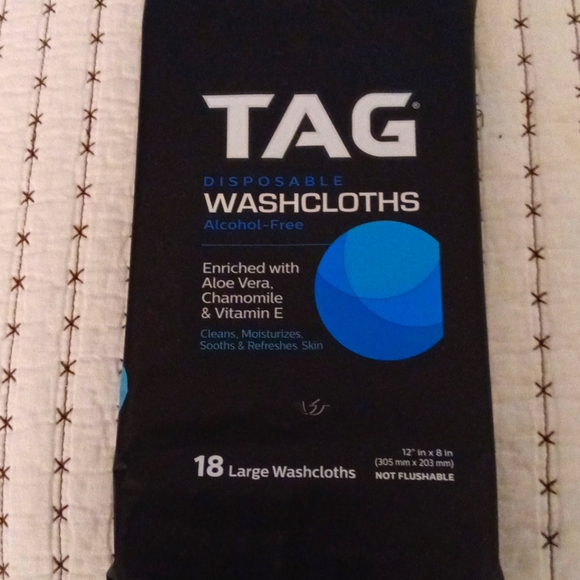 TAG®
DISPOSABLE
WASHCLOTHS
Alcohol-Free
Enriched with
Aloe Vera,
Chamomile
& Vitamin E
Cleans, Moisturizes,
Sooths & Refreshes Skin
18 Large Washcloths
12" in x 8 in
(305 mm x 203 mm)
NOT FLUSHABLE